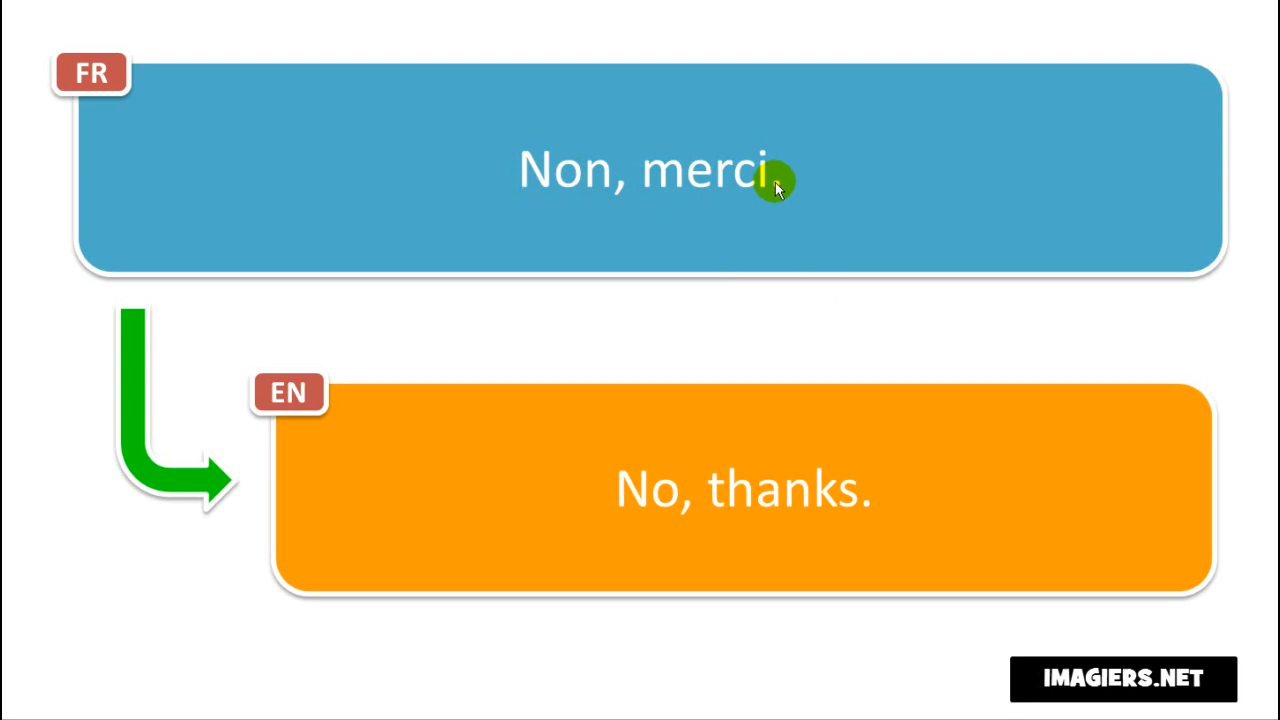 FR
Non, merci.
EN
No, thanks.
IMAGIERS.NET